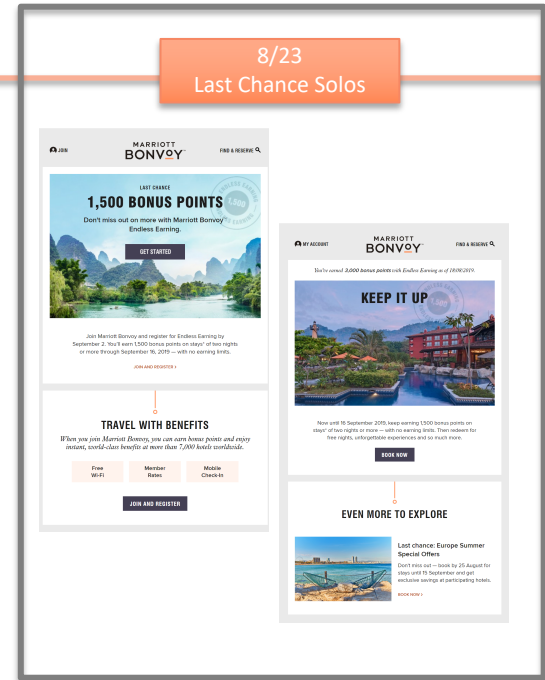 8/23
Last Chance Solos
JOIN
MARRIOTT
BONVOY™
FIND & RESERVE
LAST CHANCE
1,500 BONUS POINTS
Don't miss out on more with Marriott Bonvoy™
Endless Earning.
GET STARTED
ENDLESS EARNING
1,500
Join Marriott Bonvoy and register for Endless Earning by
September 2. You'll earn 1,500 bonus points on stays* of two nights
or more through September 16, 2019 — with no earning limits.
JOIN AND REGISTER >
TRAVEL WITH BENEFITS
When you join Marriott Bonvoy, you can earn bonus points and enjoy
instant, world-class benefits at more than 7,000 hotels worldwide.
Free
Wi-Fi
Member
Rates
Mobile
Check-In
JOIN AND REGISTER
MY ACCOUNT
MARRIOTT
BONVOY™
FIND & RESERVE
You've earned 3,000 bonus points with Endless Earning as of 18/08/2019.
KEEP IT UP
Now until 16 September 2019, keep earning 1,500 bonus points on
stays* of two nights or more — with no earning limits. Then redeem for
free nights, unforgettable experiences and so much more.
BOOK NOW
EVEN MORE TO EXPLORE
Last chance: Europe Summer
Special Offers
Don't miss out — book by 25 August for
stays until 15 September and get
exclusive savings at participating hotels.
BOOK NOW >